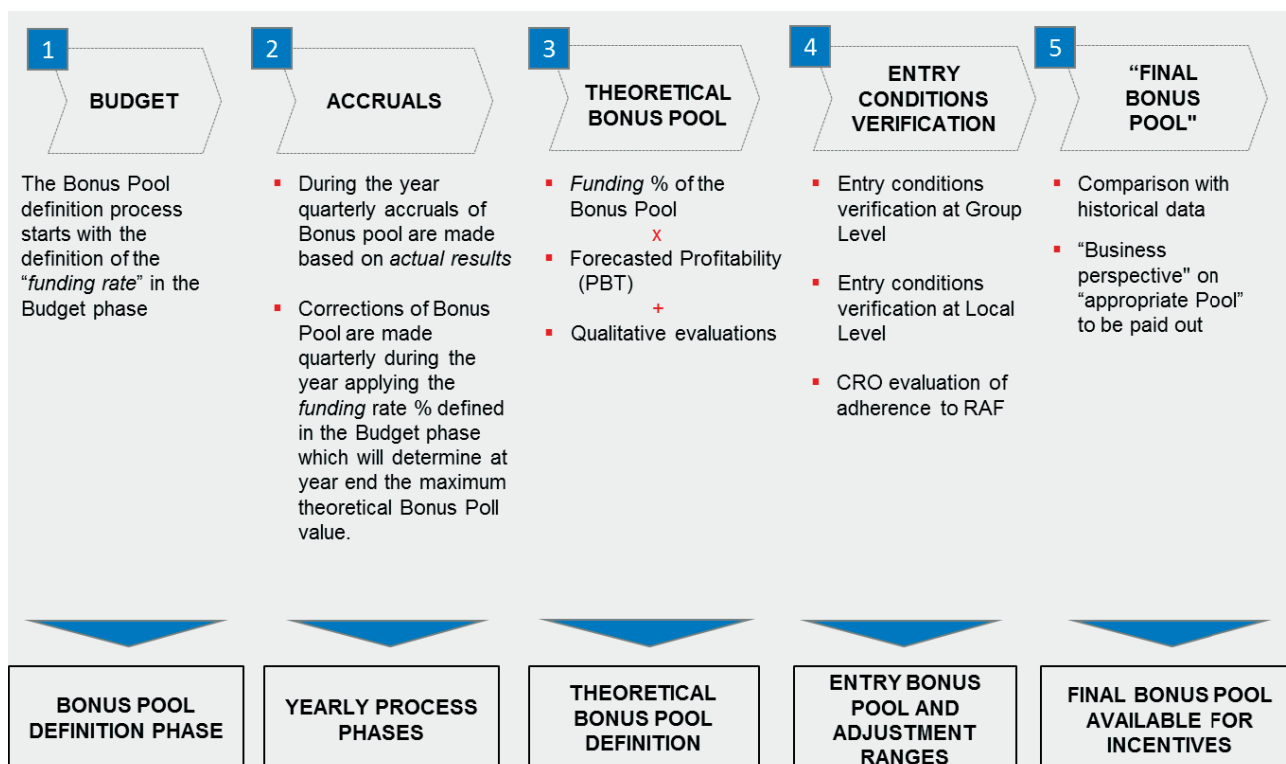 1
BUDGET
The Bonus Pool
definition process
starts with the
definition of the
“funding rate” in the
Budget phase
BONUS POOL
DEFINITION PHASE
2
ACCRUALS
▪ During the year
quarterly accruals of
Bonus pool are made
based on actual results
▪ Corrections of Bonus
Pool are made
quarterly during the
year applying the
funding rate % defined
in the Budget phase
which will determine at
year end the maximum
theoretical Bonus Poll
value.
YEARLY PROCESS
PHASES
3
THEORETICAL
BONUS POOL
▪ Funding % of the
Bonus Pool
x
▪ Forecasted Profitability
(PBT)
+
▪ Qualitative evaluations
THEORETICAL
BONUS POOL
DEFINITION
4
ENTRY
CONDITIONS
VERIFICATION
▪ Entry conditions
verification at Group
Level
▪ Entry conditions
verification at Local
Level
▪ CRO evaluation of
adherence to RAF
ENTRY BONUS
POOL AND
ADJUSTMENT
RANGES
5
“FINAL
BONUS
POOL"
▪ Comparison with
historical data
▪ “Business
perspective" on
“appropriate Pool”
to be paid out
FINAL BONUS POOL
AVAILABLE FOR
INCENTIVES